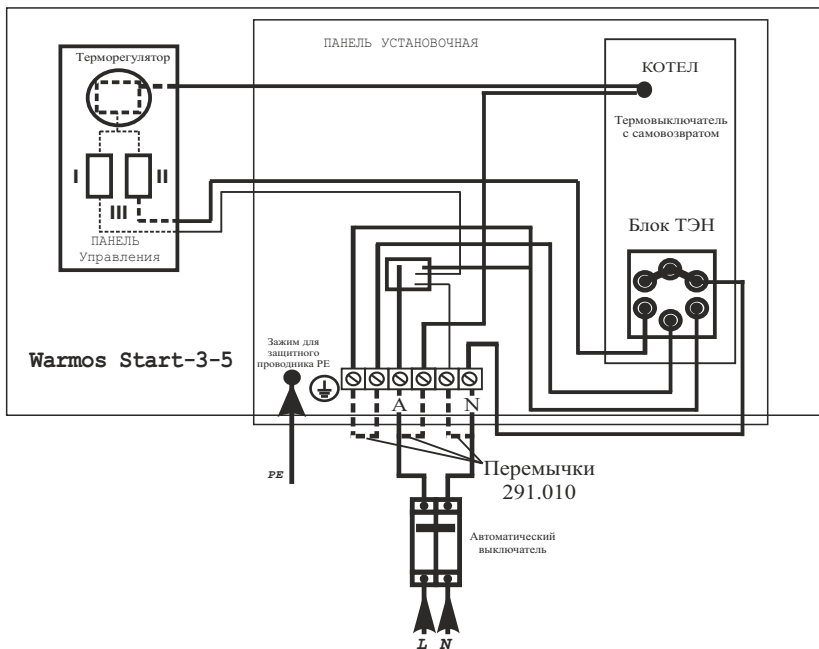 ПАНЕЛЬ УСТАНОВОЧНАЯ
Терморегулятор
КОТЕЛ
Термовыключатель
с самовозвратом
I
II
III
ПАНЕЛЬ
Управления
Блок ТЭН
Warmos Start-3-5
Зажим для
защитного
проводника PE
A
N
PE
Перемычки
291.010
Автоматический
выключатель
L N